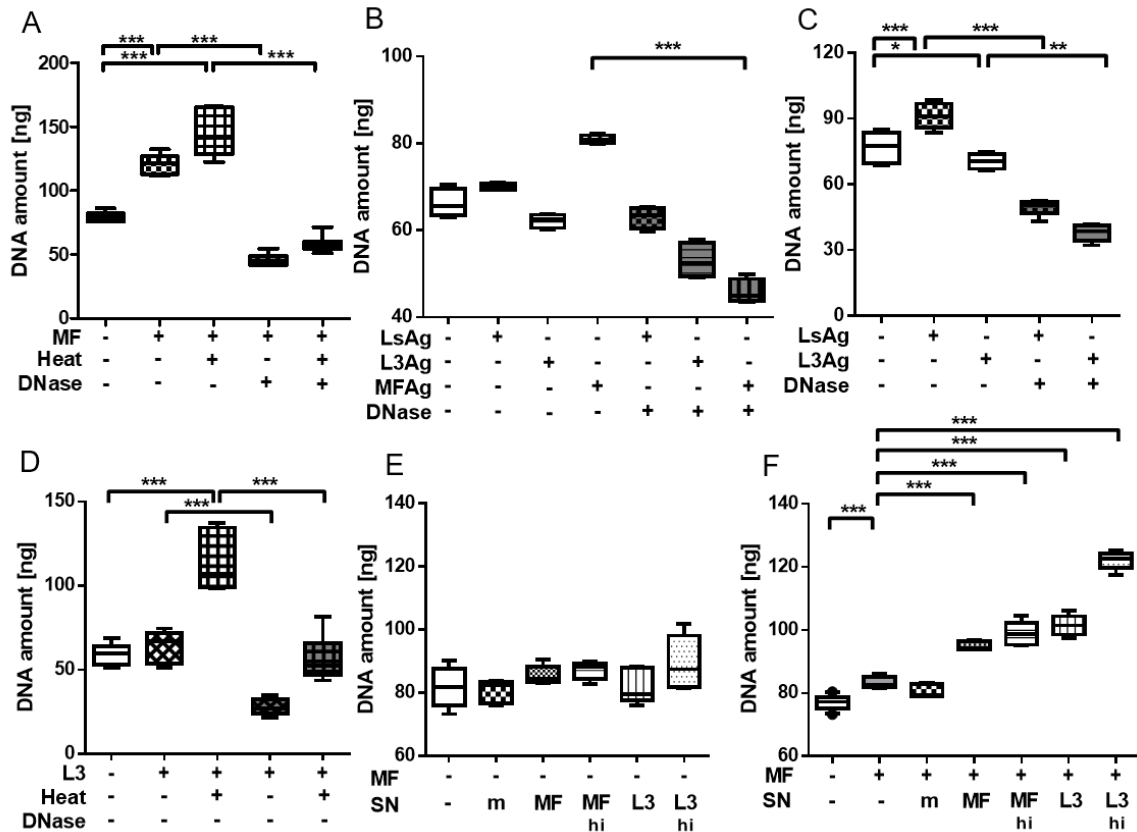 A
*** ***
*** ***
DNA amount [ng]
200
150
100
50
0
MF - + + + +
Heat - - + - +
DNase - - - + +
B
***
DNA amount [ng]
100
80
60
40
LsAg - + - - + - -
L3Ag - - + - - + -
MFAg - - - + - - +
DNase - - - - + + +
C
*** ***
* **
DNA amount [ng]
120
90
60
30
0
LsAg - + - + -
L3Ag - - + - +
DNase - - - + +
D
*** ***
***
DNA amount [ng]
150
100
50
0
L3 - + + + +
Heat - - + - +
DNase - - -
E
DNA amount [ng]
140
120
100
80
60
MF - - - - - -
SN - m MF MF L3 L3
hi hi
F
***
***
***
***
***
DNA amount [ng]
140
120
100
80
60
MF - + + + + + +
SN - - m MF MF L3 L3
hi hi